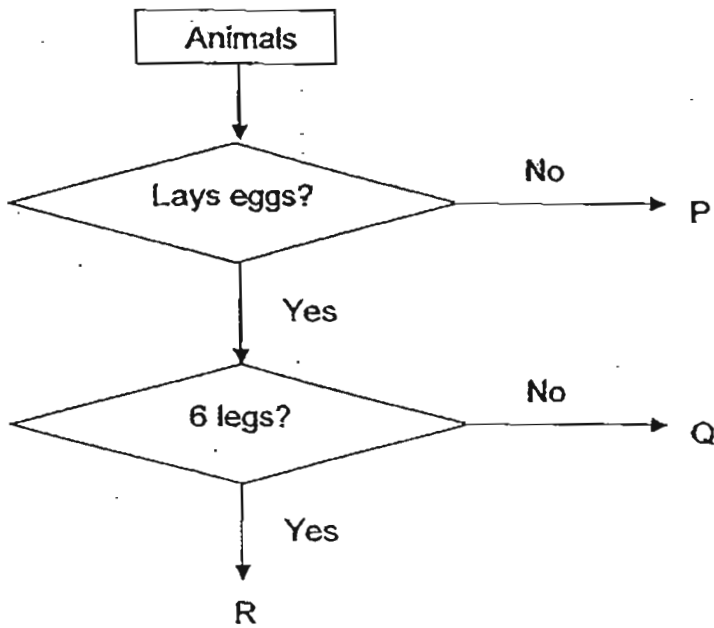 Animals
Lays eggs?
No
P
Yes
6 legs?
No
Q
Yes
R